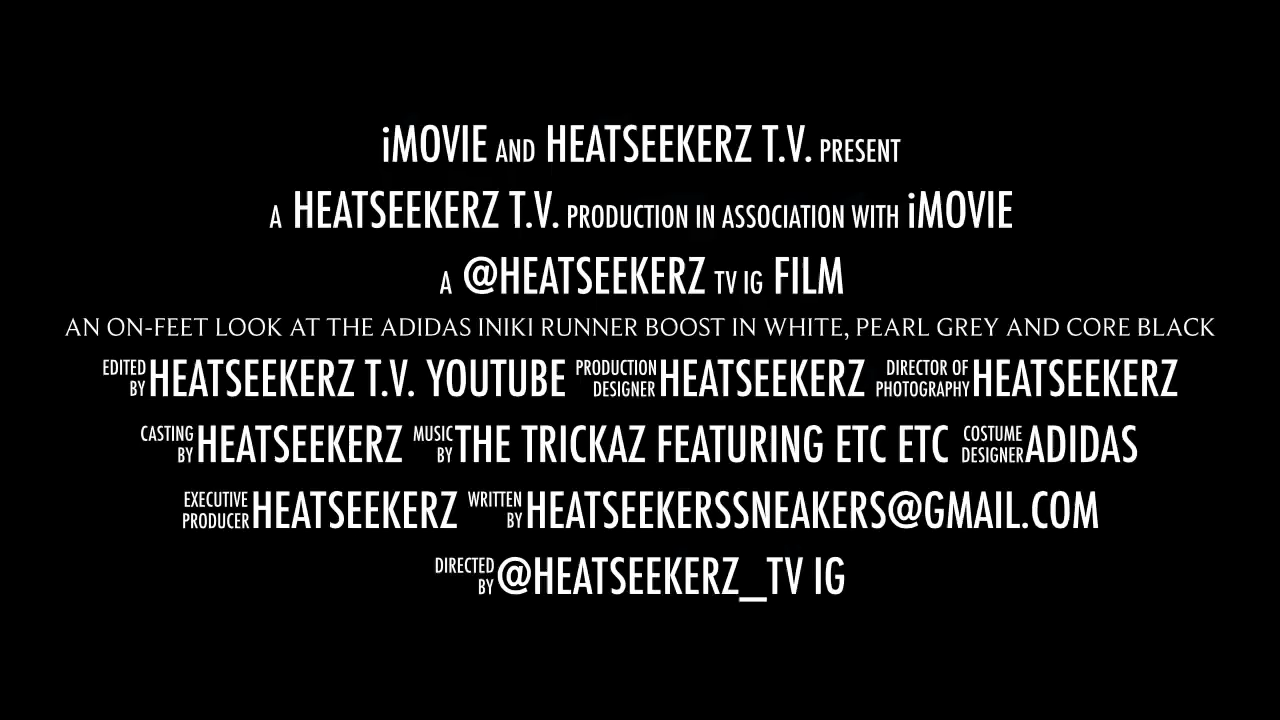 iMOVIE AND HEATSEEKERZ T.V. PRESENT
A HEATSEEKERZ T.V. PRODUCTION IN ASSOCIATION WITH iMOVIE
A @HEATSEEKERZ TV IG FILM
AN ON-FEET LOOK AT THE ADIDAS INIKI RUNNER BOOST IN WHITE, PEARL GREY AND CORE BLACK
EDITED BY HEATSEEKERZ T.V. YOUTUBE PRODUCTION DESIGNER HEATSEEKERZ DIRECTOR OF PHOTOGRAPHY HEATSEEKERZ
CASTING BY HEATSEEKERZ MUSIC BY THE TRICKAZ FEATURING ETC ETC COSTUME DESIGNER ADIDAS
EXECUTIVE PRODUCER HEATSEEKERZ WRITTEN BY HEATSEEKERSSNEAKERS@GMAIL.COM
DIRECTED BY @HEATSEEKERZ_TV IG